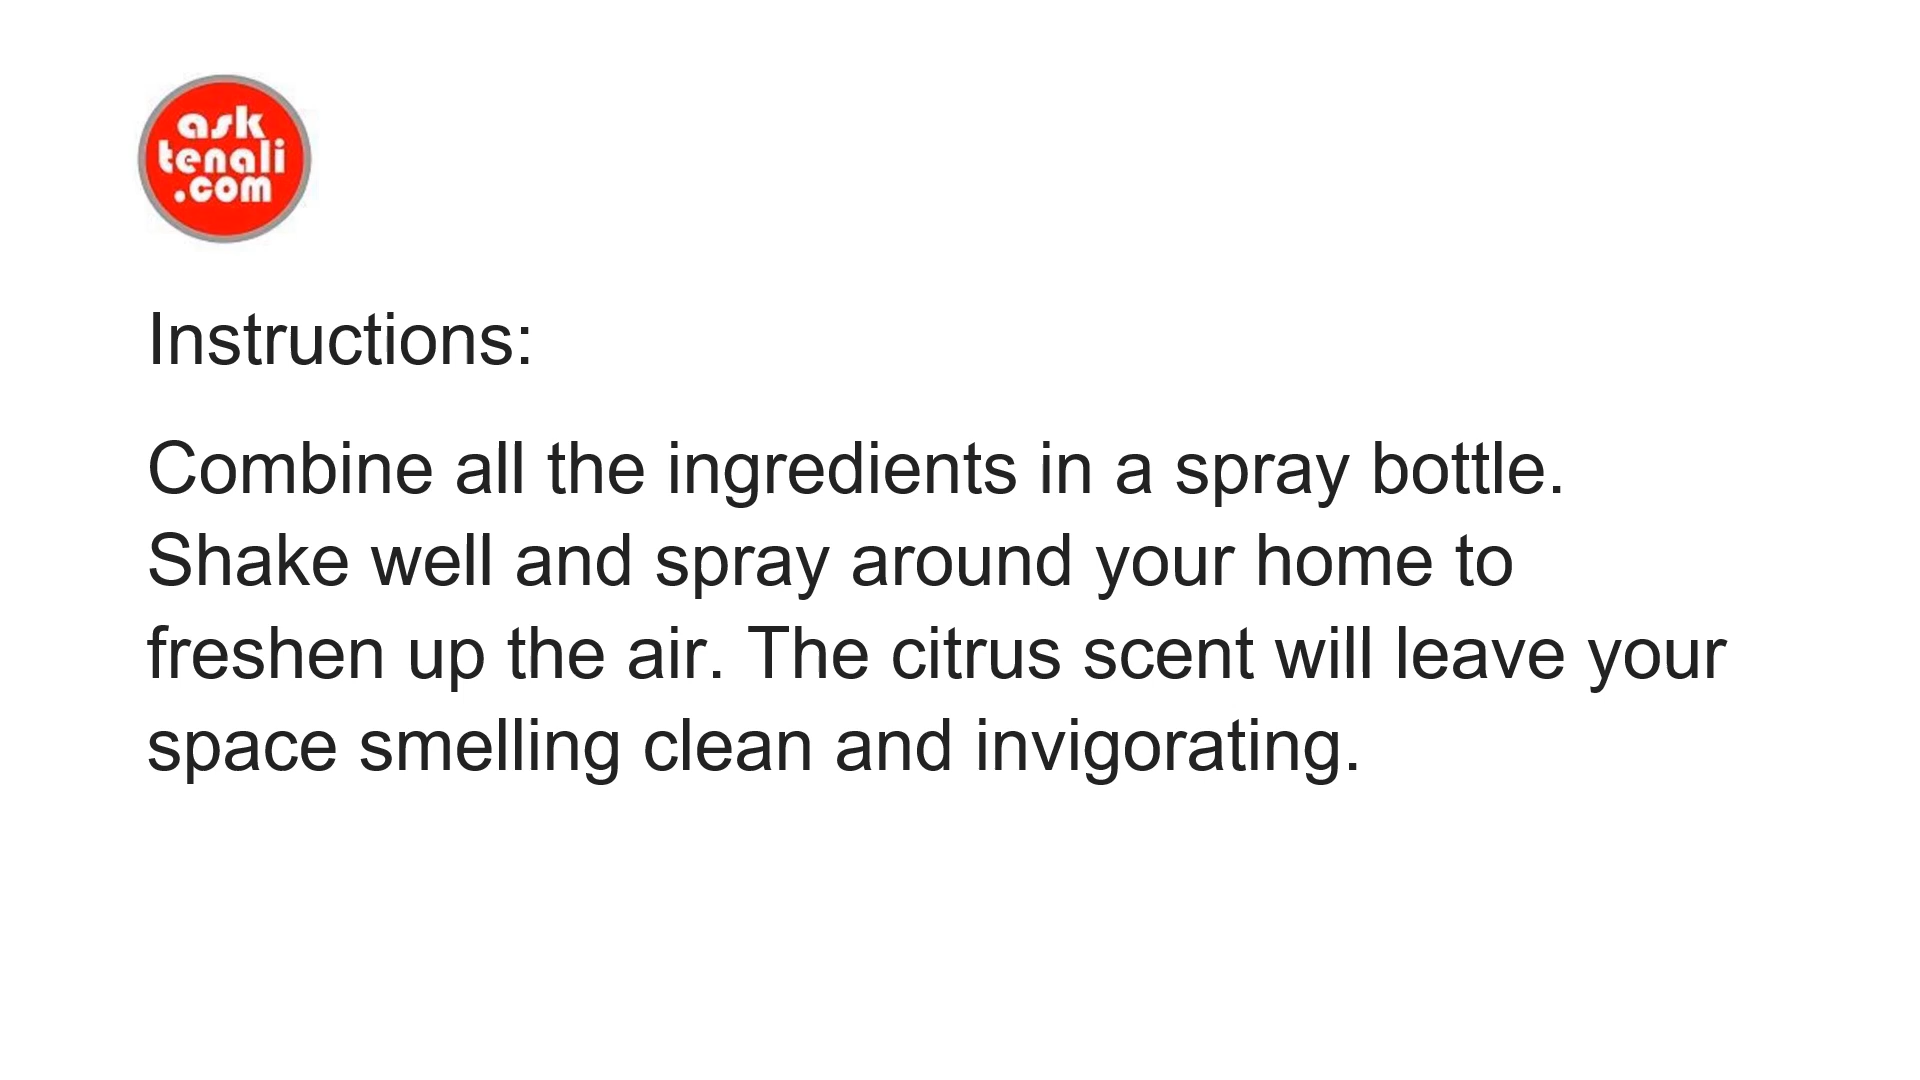 ask
tenali
.com
Instructions:
Combine all the ingredients in a spray bottle.
Shake well and spray around your home to
freshen up the air. The citrus scent will leave your
space smelling clean and invigorating.